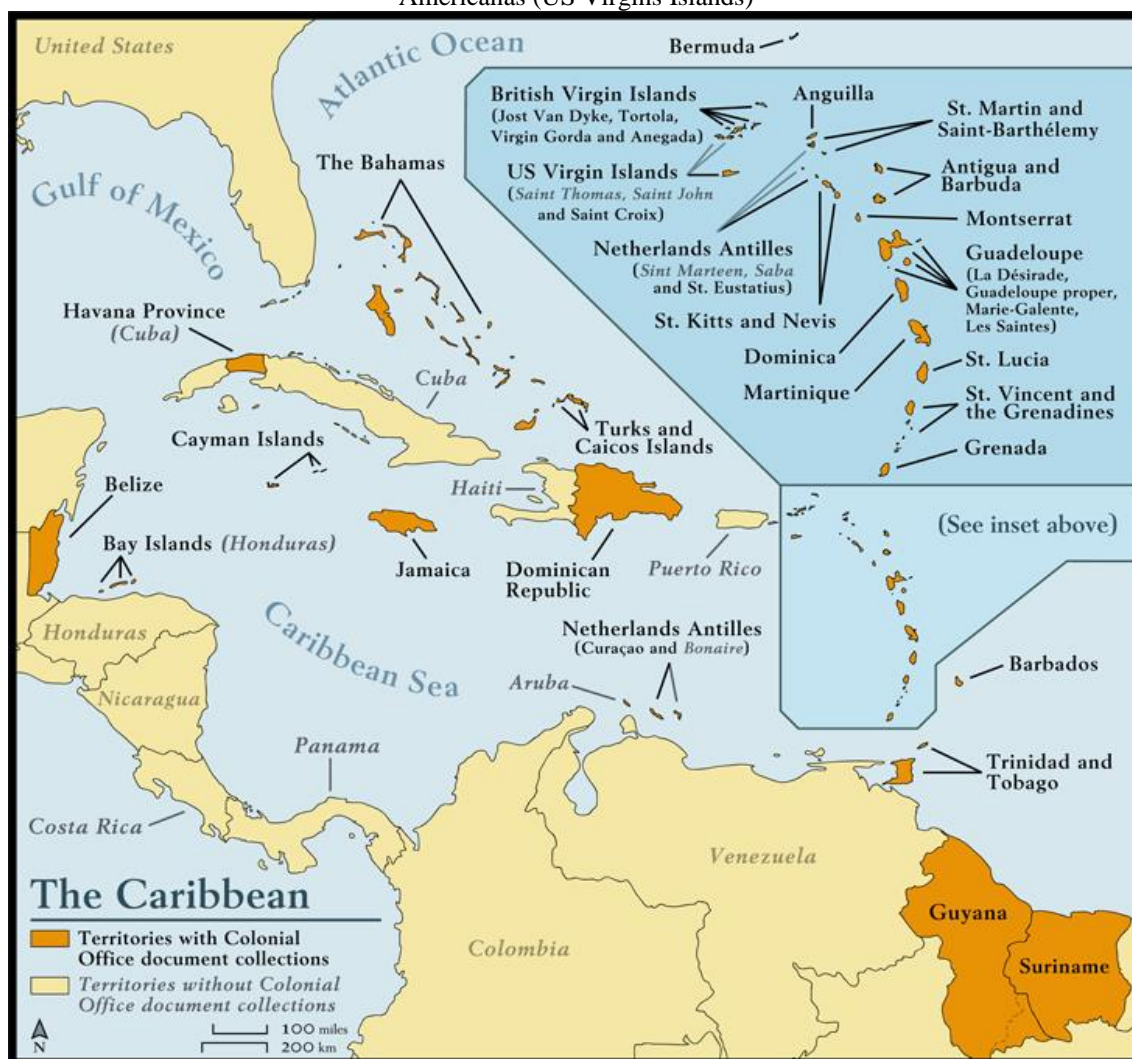 Americanas (US Virgins Islands)
United States
Atlantic Ocean
Bermuda
British Virgin Islands
(Jost Van Dyke, Tortola,
Virgin Gorda and Anegada)
Anguilla
St. Martin and
Saint-Barthélemy
The Bahamas
US Virgin Islands
(Saint Thomas, Saint John
and Saint Croix)
Antigua and
Barbuda
Gulf of Mexico
Montserrat
Netherlands Antilles
(Sint Marteen, Saba
and St. Eustatius)
Guadeloupe
(La Désirade,
Guadeloupe proper,
Marie-Galente,
Les Saintes)
Havana Province
(Cuba)
St. Kitts and Nevis
Dominica
St. Lucia
Cuba
Martinique
St. Vincent and
the Grenadines
Turks and
Caicos Islands
Cayman Islands
Grenada
Belize
Haiti
(See inset above)
Bay Islands (Honduras)
Jamaica
Dominican
Republic
Puerto Rico
Honduras
Caribbean Sea
Netherlands Antilles
(Curaçao and Bonaire)
Barbados
Aruba
Nicaragua
Panama
Trinidad and
Tobago
Costa Rica
Venezuela
The Caribbean
Guyana
Territories with Colonial
Office document collections
Colombia
Suriname
Territories without Colonial
Office document collections
N
100 miles
200 km